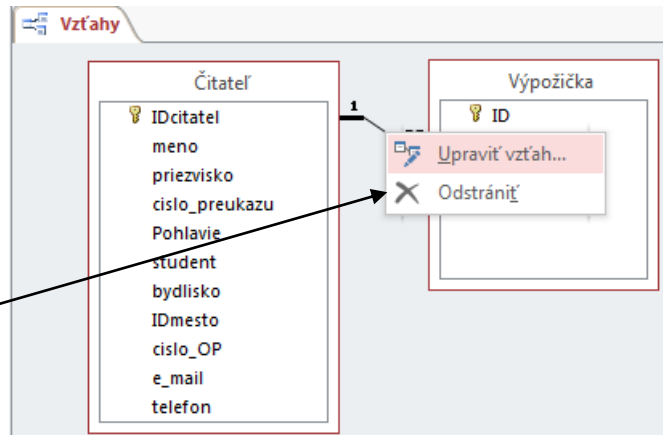 Vzťahy
Čitateľ
IDcitatel
meno
priezvisko
cislo_preukazu
Pohlavie
student
bydlisko
IDmesto
cislo_OP
e_mail
telefon
1
Výpožička
ID
Upraviť vzťah...
Odstrániť